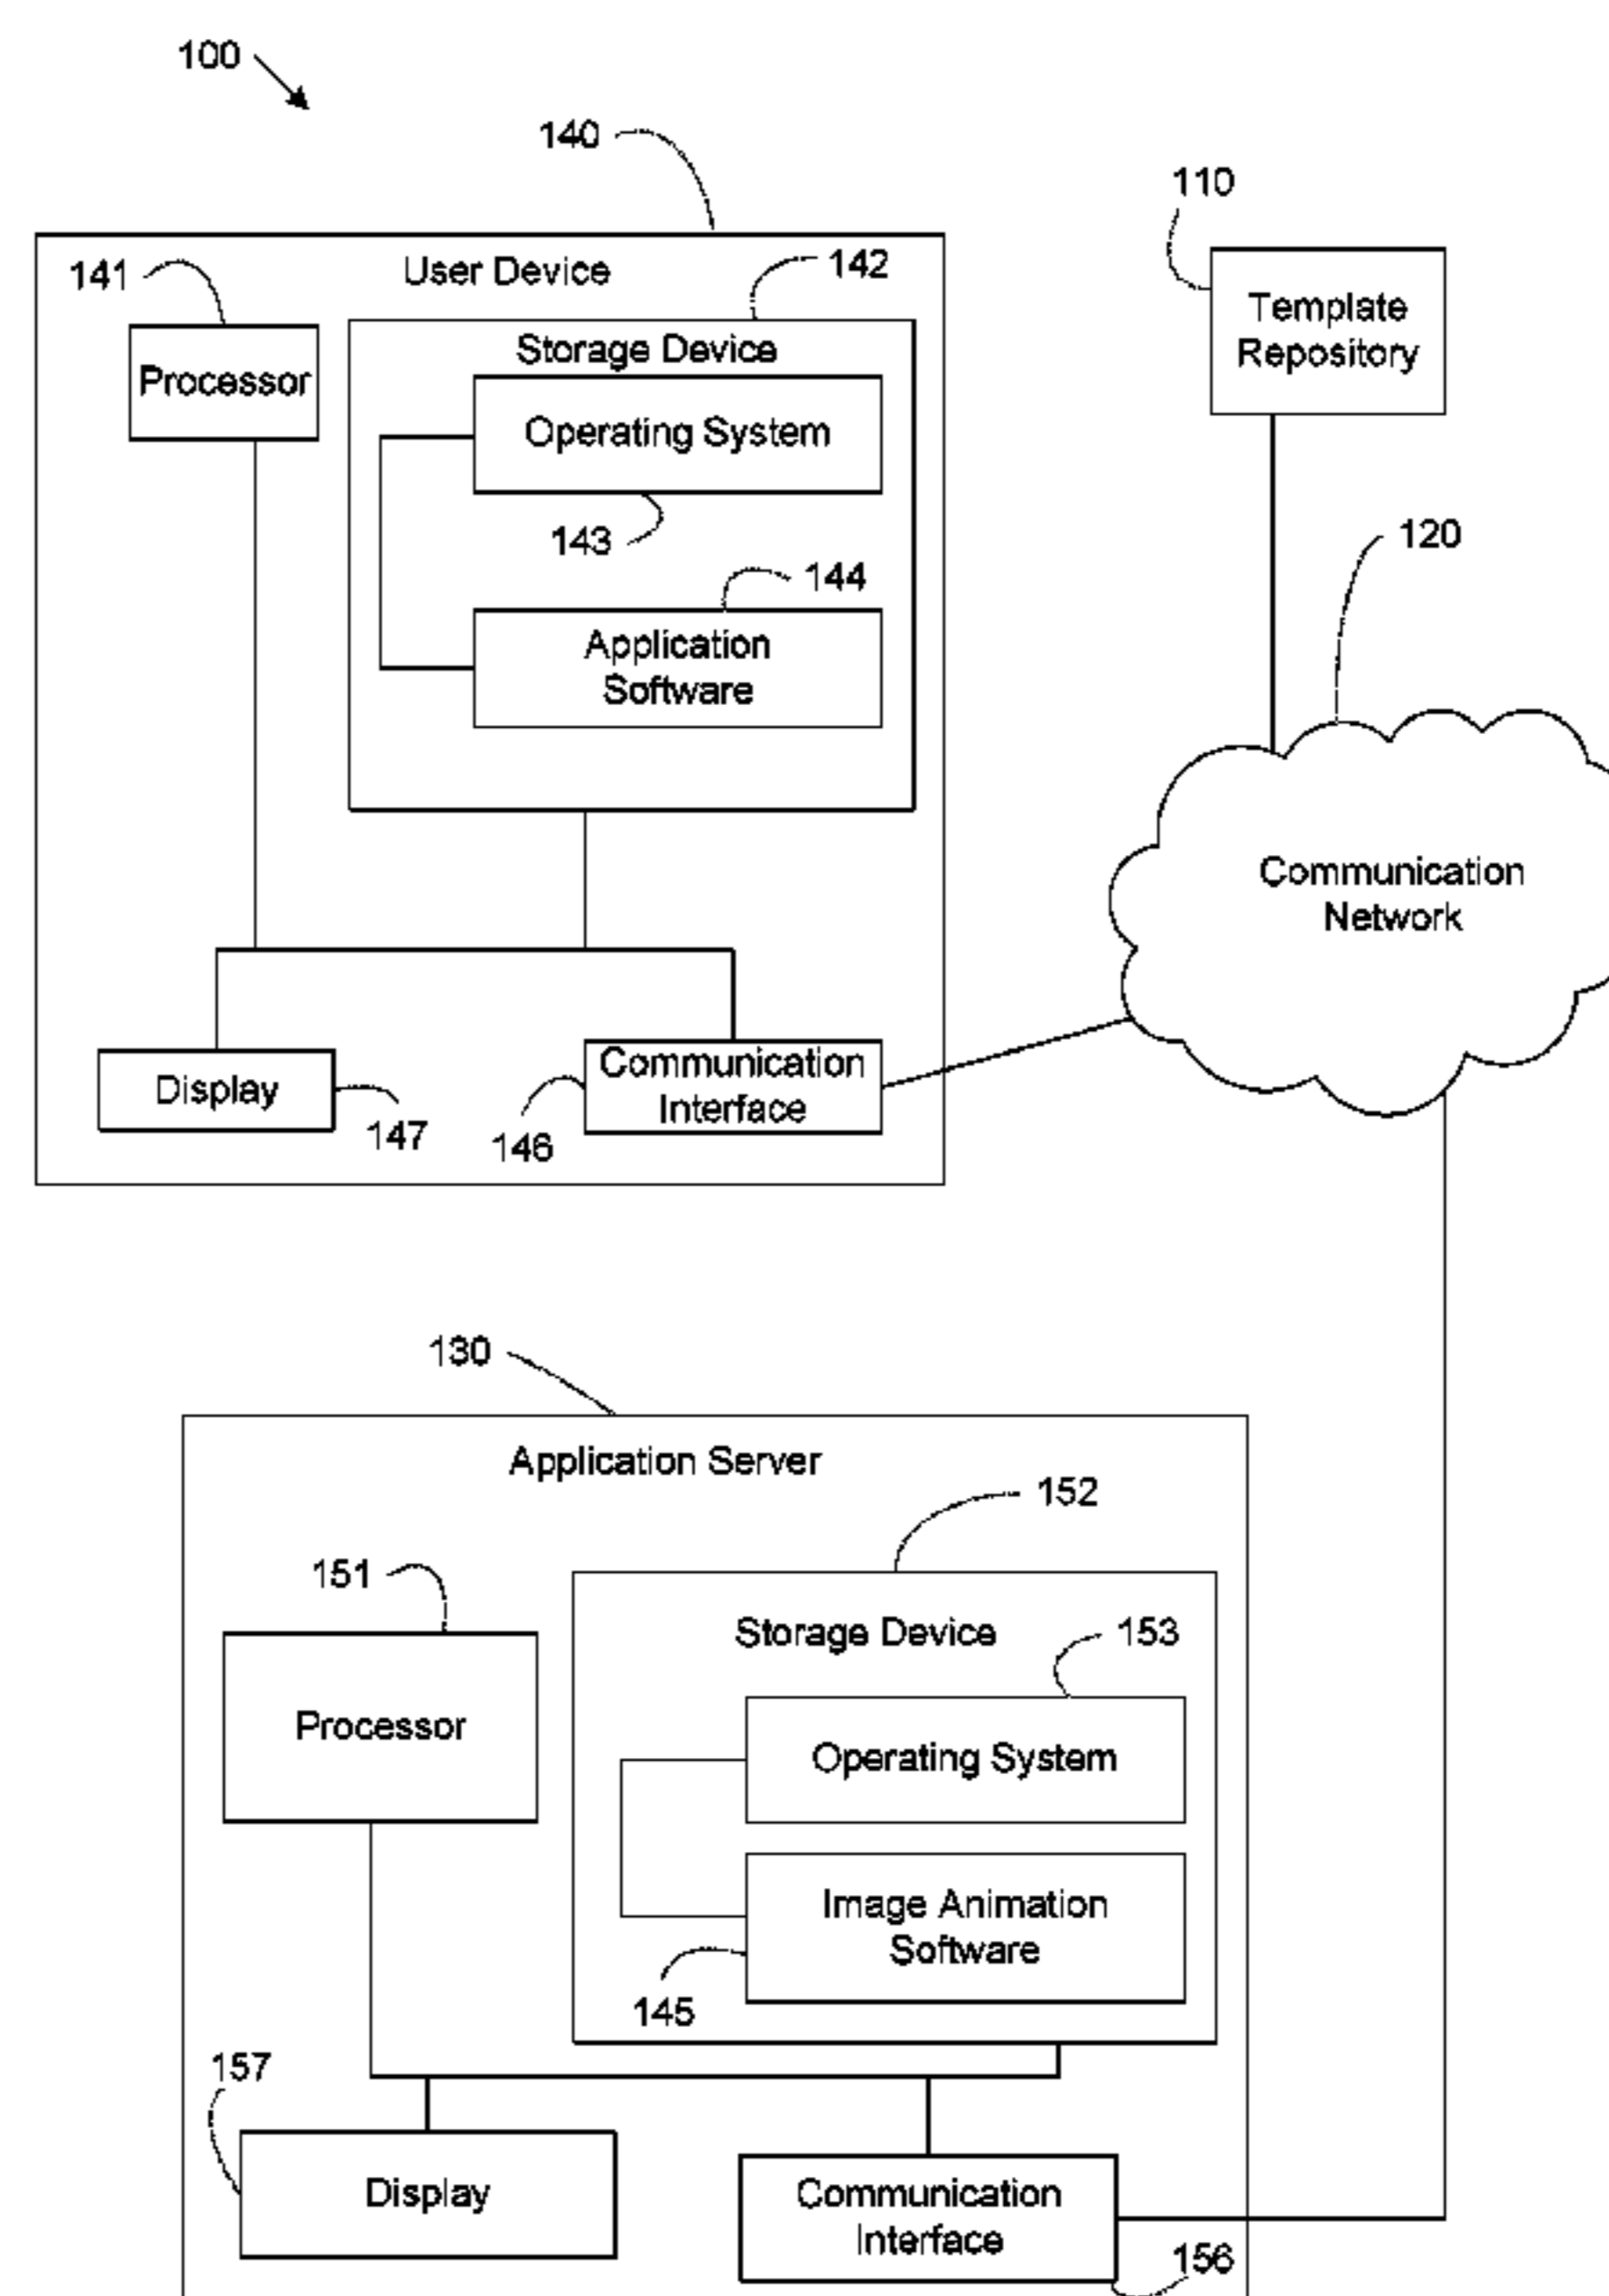 100
140
110
User Device
141
142
Template
Repository
Storage Device
Processor
Operating System
143
120
144
Application
Software
Communication
Network
Communication
Interface
Display
147
146
130
Application Server
152
151
Storage Device
153
Processor
Operating System
Image Animation
Software
145
157
Display
Communication
Interface
156